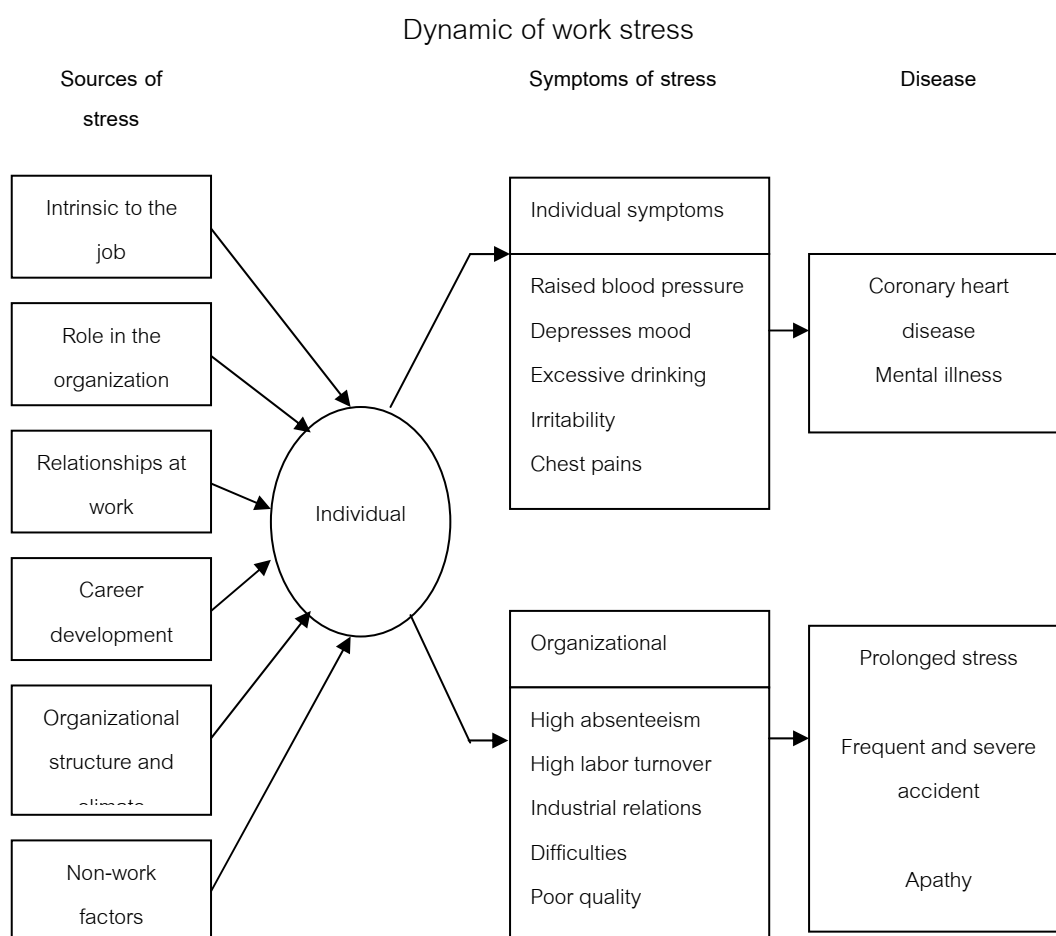 Dynamic of work stress
Sources of
stress
Symptoms of stress
Disease
Intrinsic to the
job
Role in the
organization
Relationships at
work
Career
development
Organizational
structure and
climate
Non-work
factors
Individual
Individual symptoms
Raised blood pressure
Depresses mood
Excessive drinking
Irritability
Chest pains
Organizational
High absenteeism
High labor turnover
Industrial relations
Difficulties
Poor quality
Coronary heart
disease
Mental illness
Prolonged stress
Frequent and severe
accident
Apathy